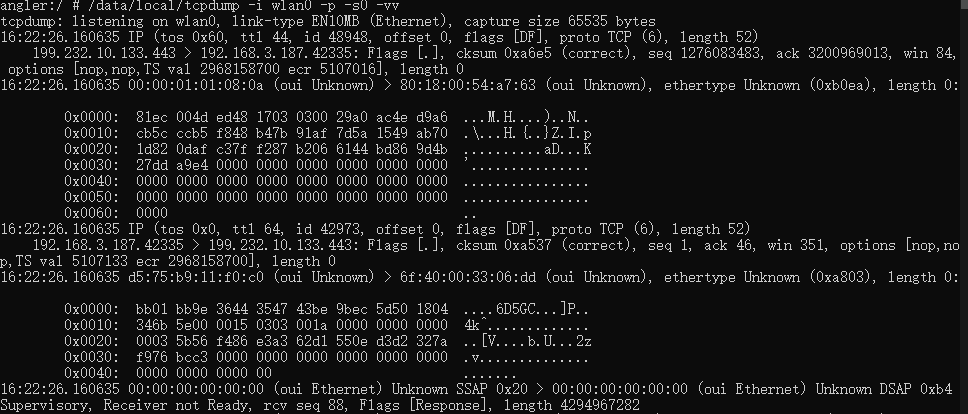 angler:/ # /data/local/tcpdump -i wlan0 -p -s0 -vv
tcpdump: listening on wlan0, link-type EN10MB (Ethernet), capture size 65535 bytes
16:22:26.160635 IP (tos 0x60, ttl 44, id 48948, offset 0, flags [DF], proto TCP (6), length 52)
    199.232.10.133.443 > 192.168.3.187.42335: Flags [.], cksum 0xa6e5 (correct), seq 1276083483, ack 3200969013, win 84,
 options [nop,nop,TS val 2968158700 ecr 5107016], length 0
16:22:26.160635 00:00:01:01:08:0a (oui Unknown) > 80:18:00:54:a7:63 (oui Unknown), ethertype Unknown (0xb0ea), length 0:
        0x0000:  81ec 004d ed48 1703 0300 29a0 ac4e d9a6  ...M.H....)..N..
        0x0010:  cb5c ccb5 f848 b47b 91af 7d5a 1549 ab70  .\...H.{..}Z.I.p
        0x0020:  1d82 0daf c37f f287 b206 6144 bd86 9d4b  ..........aD...K
        0x0030:  27dd a9e4 0000 0000 0000 0000 0000 0000  '...............
        0x0040:  0000 0000 0000 0000 0000 0000 0000 0000  ................
        0x0050:  0000 0000 0000 0000 0000 0000 0000 0000  ................
        0x0060:  0000                                     ..
16:22:26.160635 IP (tos 0x0, ttl 64, id 42973, offset 0, flags [DF], proto TCP (6), length 52)
    192.168.3.187.42335 > 199.232.10.133.443: Flags [.], cksum 0xa537 (correct), seq 1, ack 46, win 351, options [nop,no
p,TS val 5107133 ecr 2968158700], length 0
16:22:26.160635 d5:75:b9:11:f0:c0 (oui Unknown) > 6f:40:00:33:06:dd (oui Unknown), ethertype Unknown (0xa803), length 0:
        0x0000:  bb01 bb9e 3644 3547 43be 9bec 5d50 1804  ....6D5GC...]P..
        0x0010:  346b 5e00 0015 0303 001a 0000 0000 0000  4k^.............
        0x0020:  0003 5b56 f486 e3a3 62d1 550e d3d2 327a  ..[V....b.U...2z
        0x0030:  f976 bcc3 0000 0000 0000 0000 0000 0000  .v..............
        0x0040:  0000 0000 0000 00                        .......
16:22:26.160635 00:00:00:00:00:00 (oui Ethernet) Unknown SSAP 0x20 > 00:00:00:00:00:00 (oui Ethernet) Unknown DSAP 0xb4
Supervisory, Receiver not Ready, rcv seq 88, Flags [Response], length 4294967282